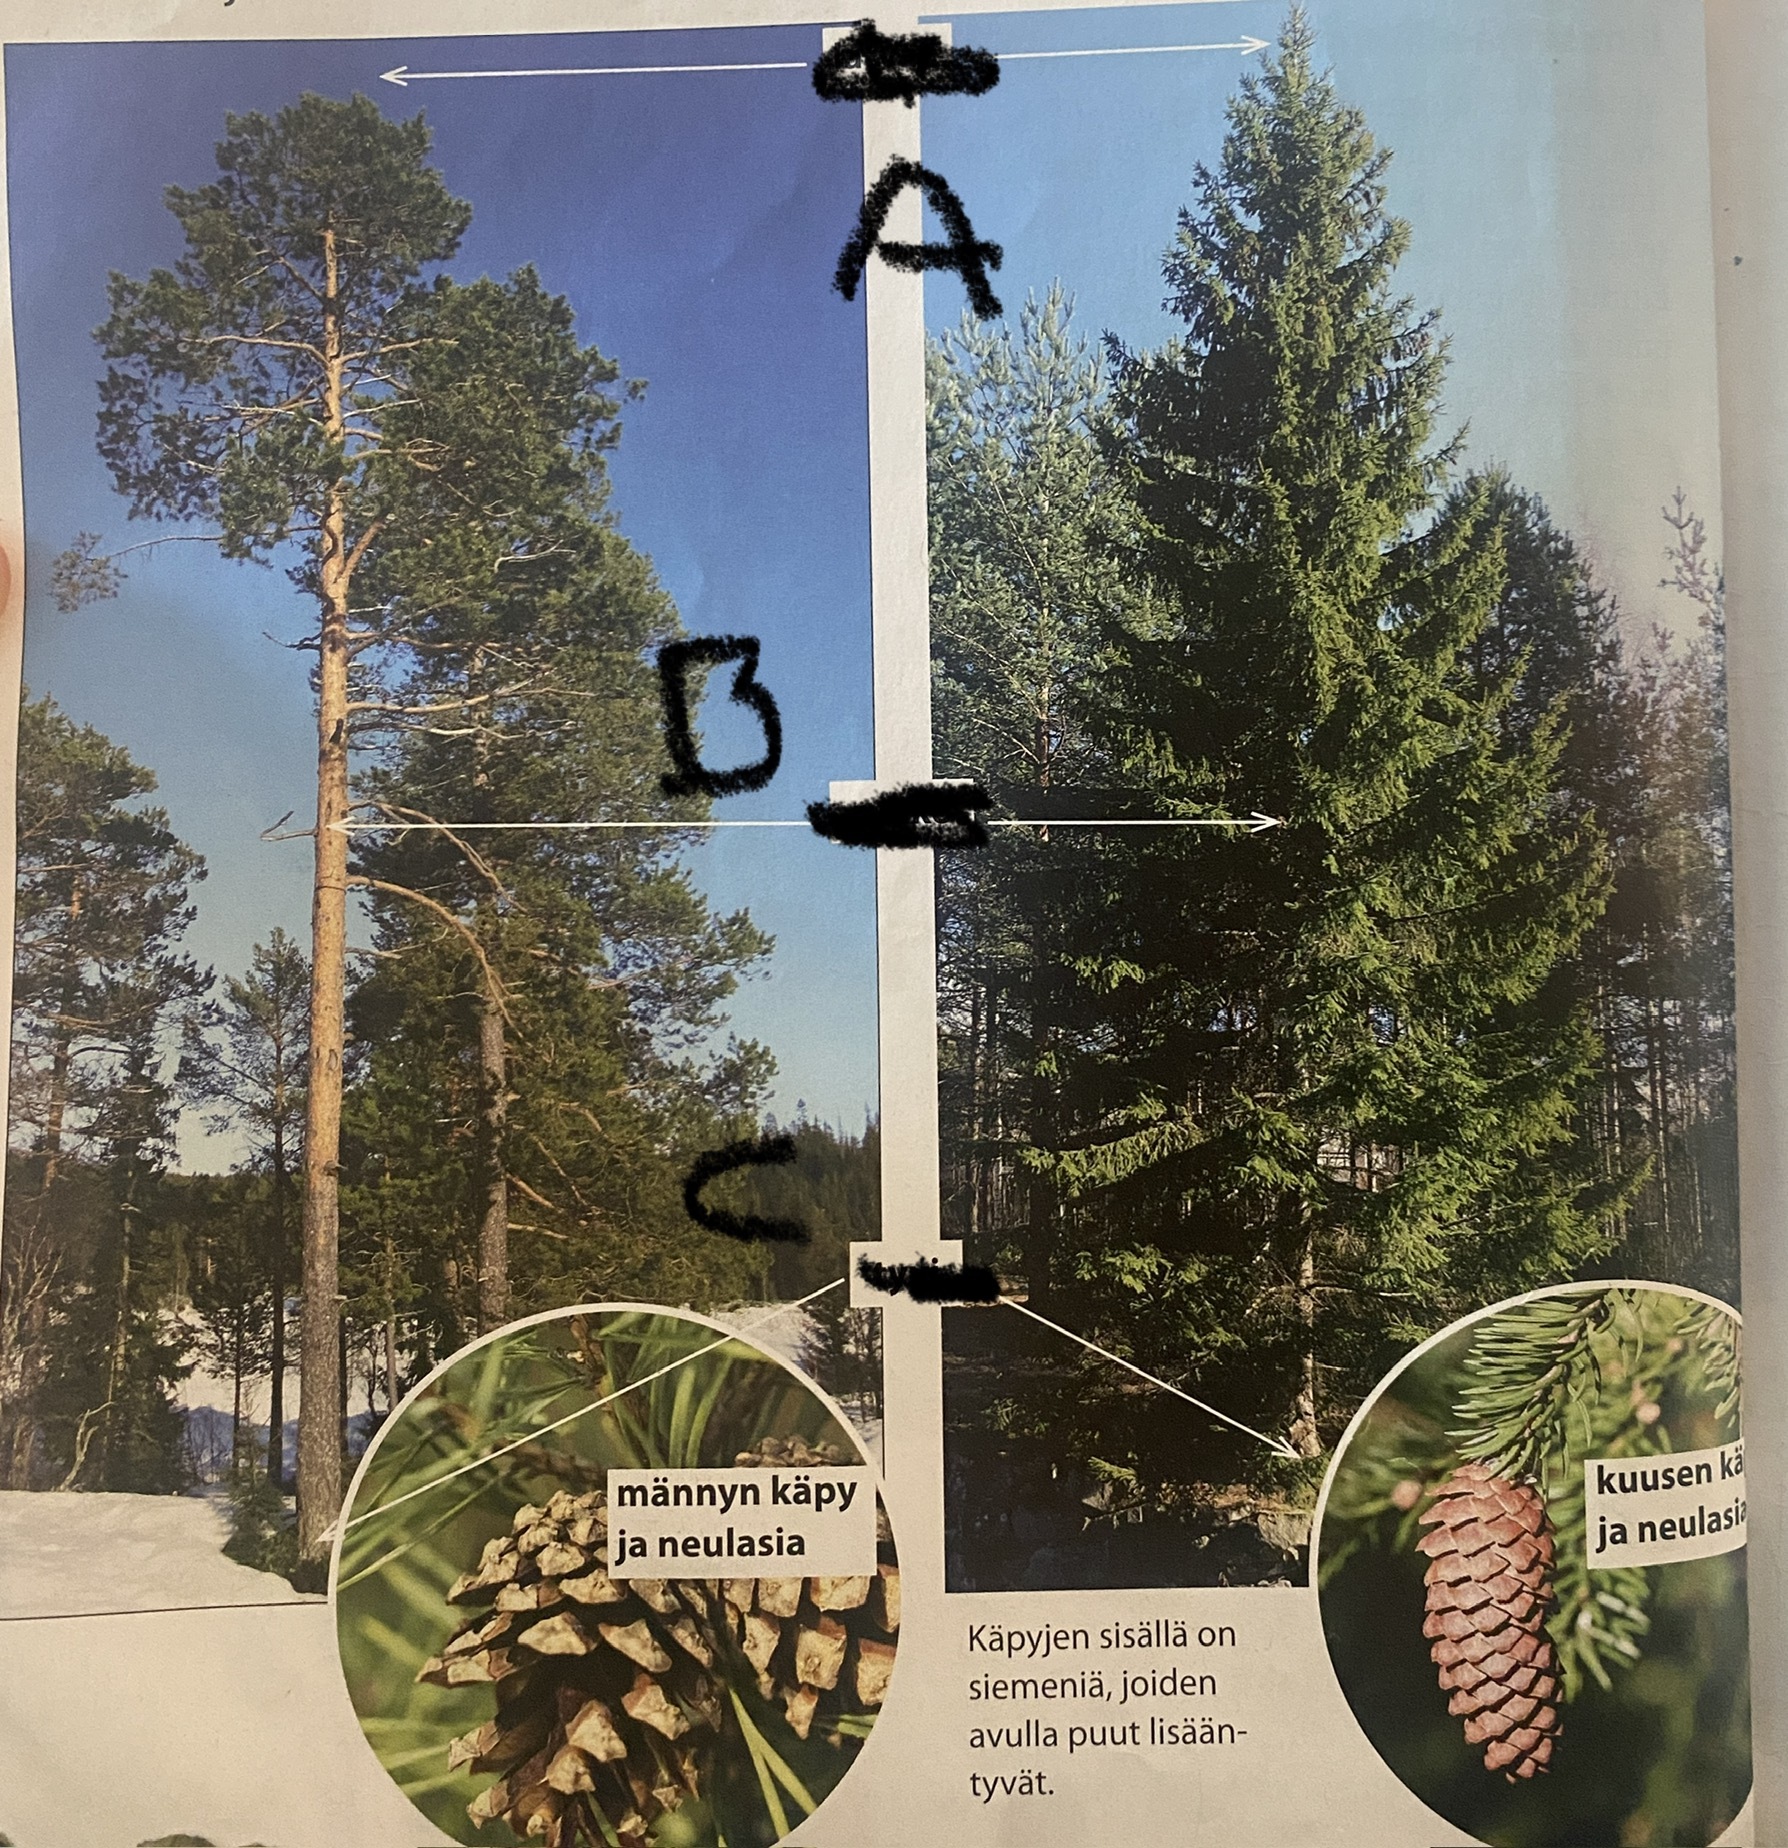 A
B
C
männyn käpy
ja neulasia
kuusen kä
ja neulasia
Käpyjen sisällä on
siemeniä, joiden
avulla puut lisään-
tyvät.